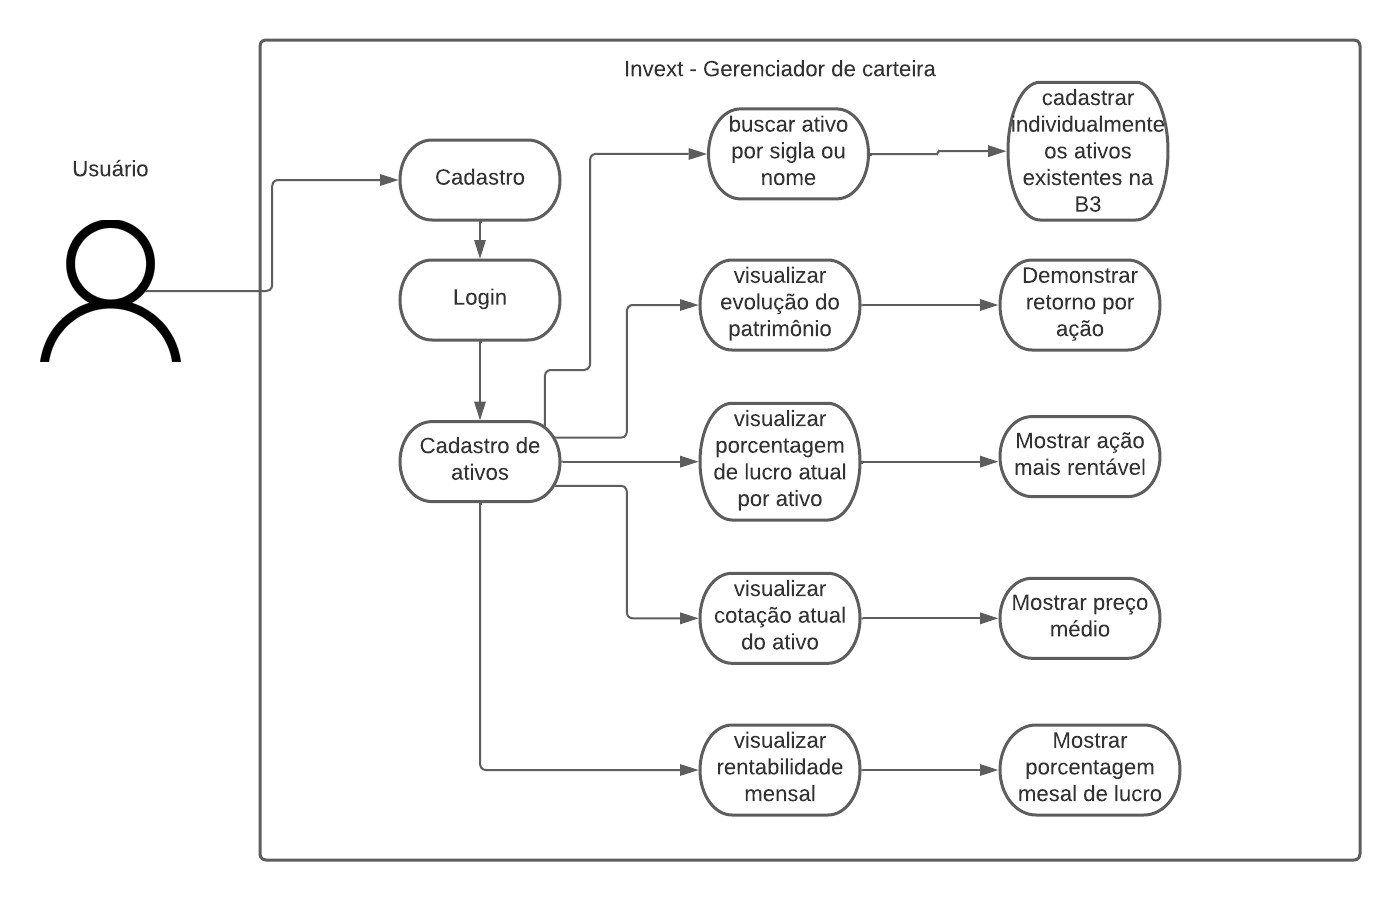 Invext - Gerenciador de carteira
Usuário
Cadastro
Login
Cadastro de
ativos
buscar ativo
por sigla ou
nome
cadastrar
individualmente
os ativos
existentes na
B3
visualizar
evolução do
patrimônio
Demonstrar
retorno por
ação
visualizar
porcentagem
de lucro atual
por ativo
Mostrar ação
mais rentável
visualizar
cotação atual
do ativo
Mostrar preço
médio
visualizar
rentabilidade
mensal
Mostrar
porcentagem
mesal de lucro